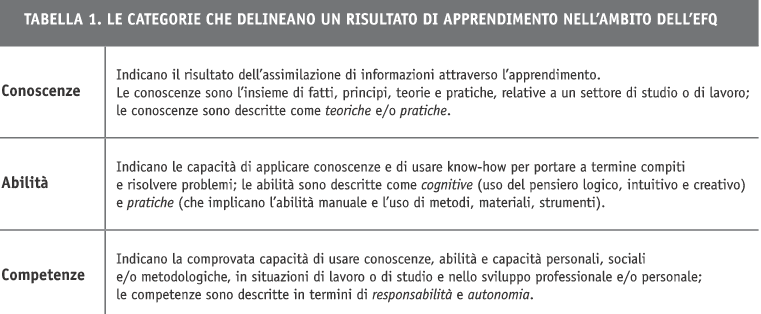 TABELLA 1. LE CATEGORIE CHE DELINEANO UN RISULTATO DI APPRENDIMENTO NELL'AMBITO DELL'EFQ
Conoscenze
Indicano il risultato dell'assimilazione di informazioni attraverso l'apprendimento.
Le conoscenze sono l'insieme di fatti, principi, teorie e pratiche, relative a un settore di studio o di lavoro;
le conoscenze sono descritte come teoriche e/o pratiche.
Abilità
Indicano le capacità di applicare conoscenze e di usare know-how per portare a termine compiti
e risolvere problemi; le abilità sono descritte come cognitive (uso del pensiero logico, intuitivo e creativo)
e pratiche (che implicano l'abilità manuale e l'uso di metodi, materiali, strumenti).
Competenze
Indicano la comprovata capacità di usare conoscenze, abilità e capacità personali, sociali
e/o metodologiche, in situazioni di lavoro o di studio e nello sviluppo professionale e/o personale;
le competenze sono descritte in termini di responsabilità e autonomia.